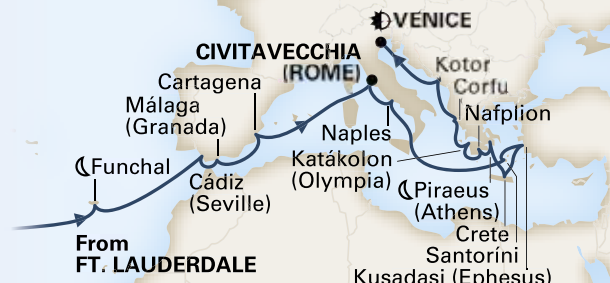 VENICE
CIVITAVECCHIA
(ROME)
Kotor
Corfu
Cartagena
Málaga
(Granada)
Nafplion
Naples
Katákolon
(Olympia)
Funchal
Cádiz
(Seville)
Piraeus
(Athens)
Crete
Santoríni
Kusadasi (Ephesus)
From
FT. LAUDERDALE